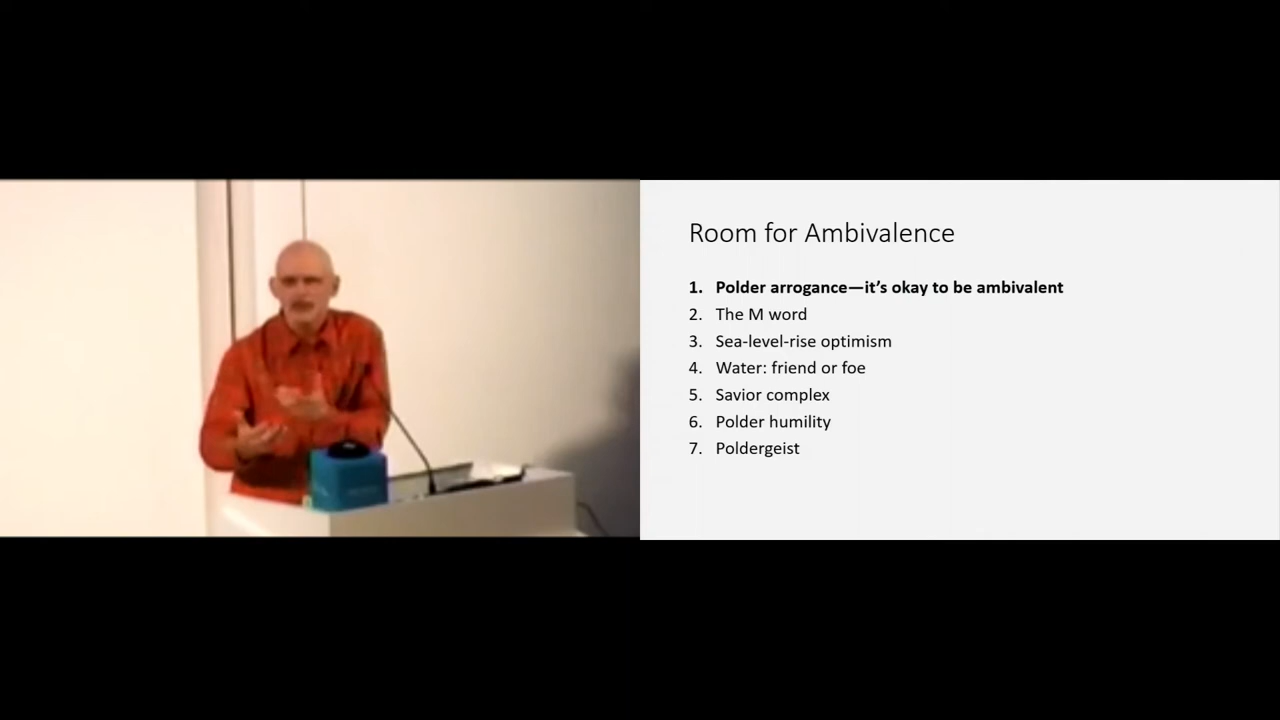 Room for Ambivalence
1. Polder arrogance—it’s okay to be ambivalent
2. The M word
3. Sea-level-rise optimism
4. Water: friend or foe
5. Savior complex
6. Polder humility
7. Poldergeist